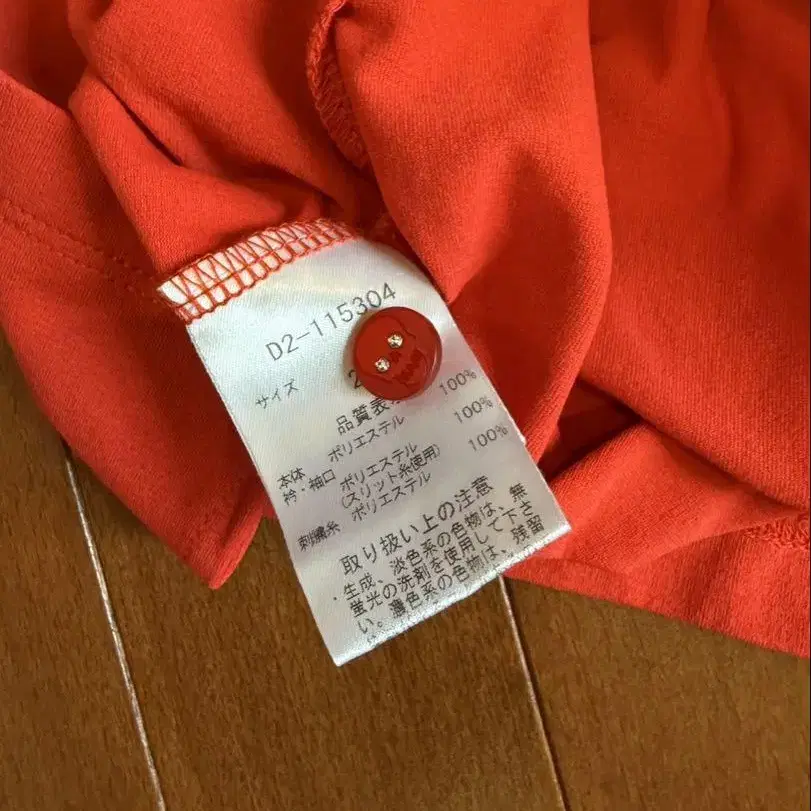 D2-115304
サイズ 2
品質表
本体 ポリエステル 100%
衿・袖口 ポリエステル 100%
(スリット糸使用)
刺繍糸 ポリエステル 100%
取り扱い上の注意
・生成、淡色系の色物は、無
蛍光の洗剤を使用して下さ
い。濃色系の色物は、残留